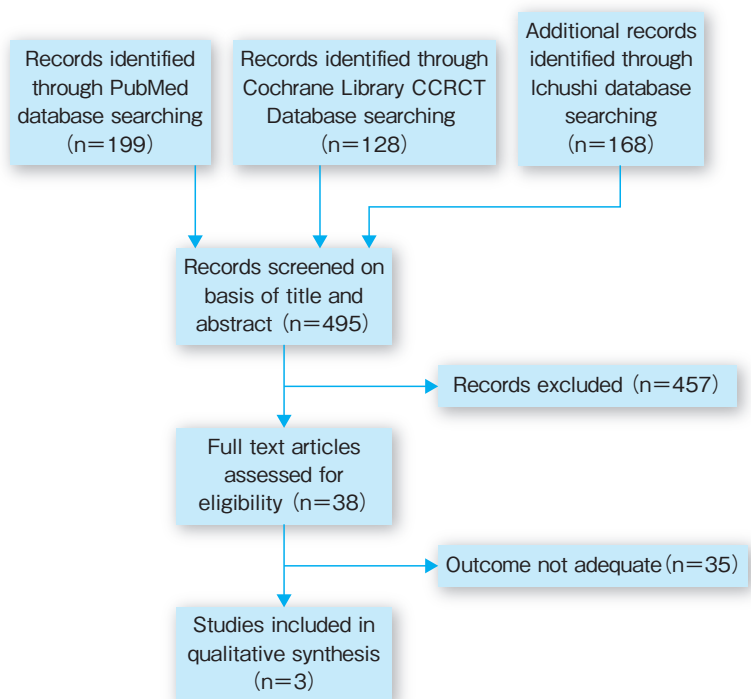 Records identified
through PubMed
database searching
(n=199)
Records identified through
Cochrane Library CCRCT
Database searching
(n=128)
Additional records
identified through
Ichushi database
searching
(n=168)
Records screened on
basis of title and
abstract (n=495)
Records excluded (n=457)
Full text articles
assessed for
eligibility (n=38)
Outcome not adequate(n=35)
Studies included in
qualitative synthesis
(n=3)